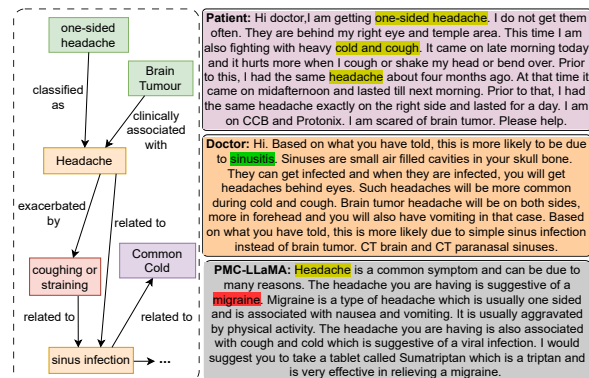 one-sided
headache
Brain
Tumour
classified
as
clinically
associated
with
Headache
exacerbated
by
related to
Common
Cold
coughing or
straining
related to
related to
sinus infection
...
Patient: Hi doctor,I am getting one-sided headache. I do not get them
often. They are behind my right eye and temple area. This time I am
also fighting with heavy cold and cough. It came on late morning today
and it hurts more when I cough or shake my head or bend over. Prior
to this, I had the same headache about four months ago. At that time it
came on midafternoon and lasted till next morning. Prior to that, I had
the same headache exactly on the right side and lasted for a day. I am
on CCB and Protonix. I am scared of brain tumor. Please help.
Doctor: Hi. Based on what you have told, this is more likely to be due
to sinusitis. Sinuses are small air filled cavities in your skull bone.
They can get infected and when they are infected, you will get
headaches behind eyes. Such headaches will be more common
during cold and cough. Brain tumor headache will be on both sides,
more in forehead and you will also have vomiting in that case. Based
on what you have told, this is more likely due to simple sinus infection
instead of brain tumor. CT brain and CT paranasal sinuses.
PMC-LLaMA: Headache is a common symptom and can be due to
many reasons. The headache you are having is suggestive of a
migraine. Migraine is a type of headache which is usually one sided
and is associated with nausea and vomiting. It is usually aggravated
by physical activity. The headache you are having is also associated
with cough and cold which is suggestive of a viral infection. I would
suggest you to take a tablet called Sumatriptan which is a triptan and
is very effective in relieving a migraine.